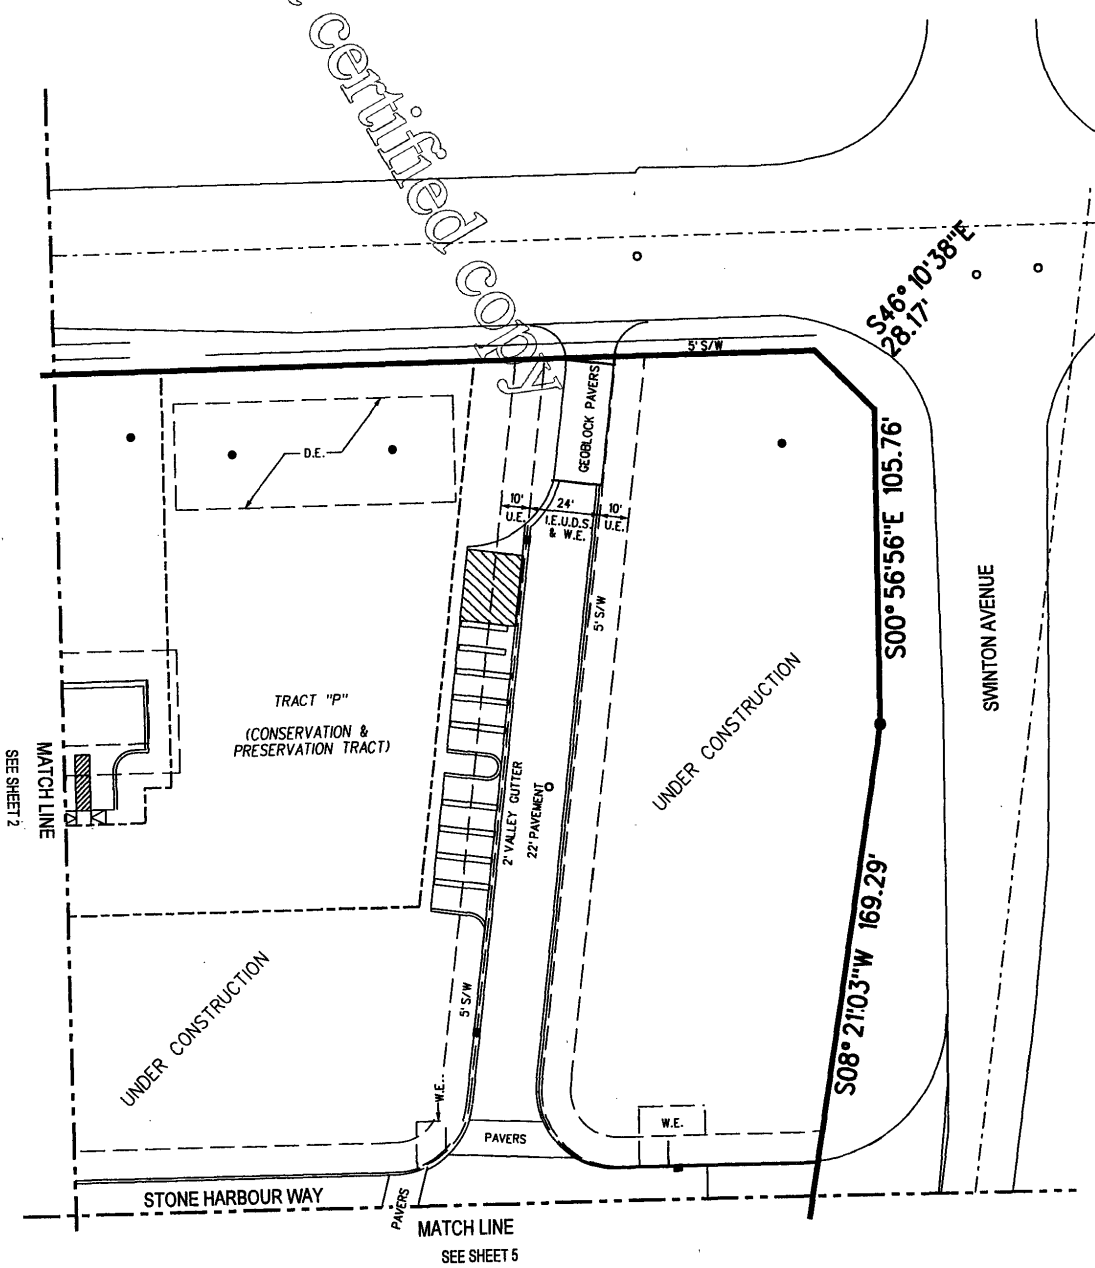 certified copy
S46°10'38"E
28.17'
5' S/W
GEOBLOCK PAVERS
D.E.
10'
U.E.
24'
I.E.U.D.S.
& W.E.
10'
U.E.
S00°56'56"E 105.76'
SWINTON AVENUE
5' S/W
TRACT "P"
(CONSERVATION &
PRESERVATION TRACT)
UNDER CONSTRUCTION
MATCH LINE
SEE SHEET 2
2' VALLEY GUTTER
22' PAVEMENT
S08°21'03"W 169.29'
UNDER CONSTRUCTION
5' S/W
W.E.
W.E.
PAVERS
STONE HARBOUR WAY
PAVERS
MATCH LINE
SEE SHEET 5